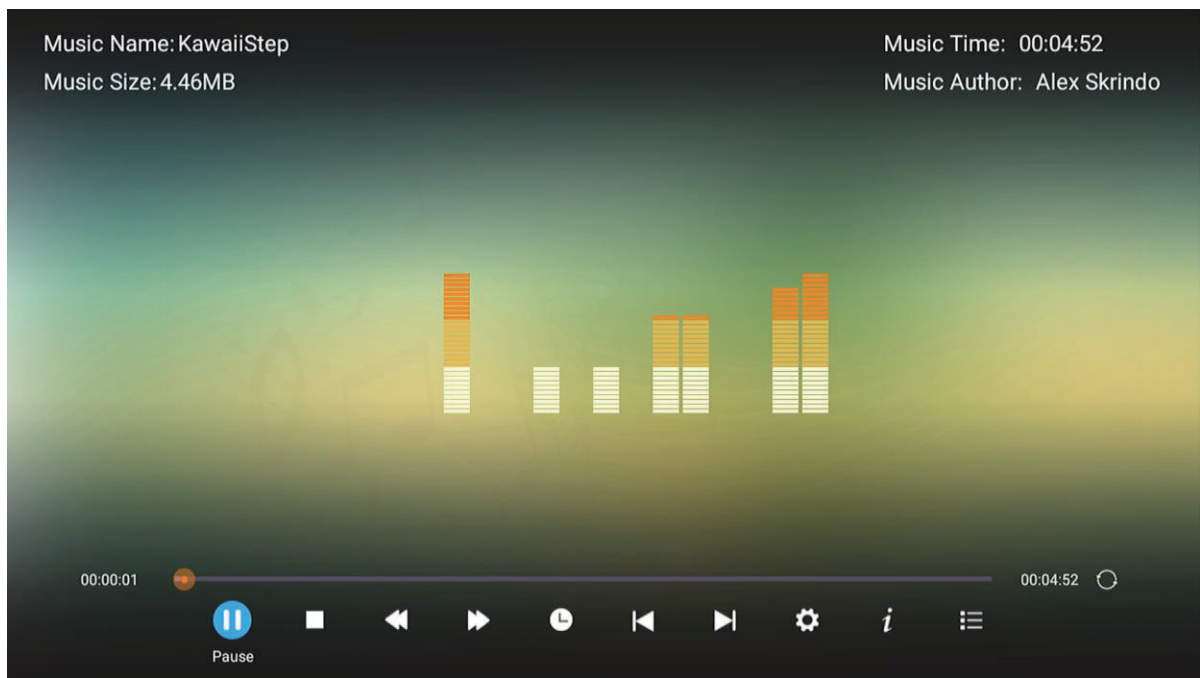 Music Name: KawaiiStep
Music Size: 4.46MB
Music Time: 00:04:52
Music Author: Alex Skrindo
00:00:01
00:04:52
Pause